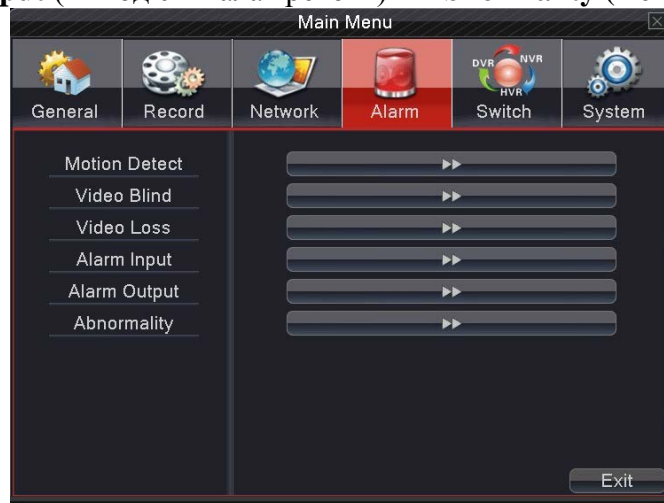 Main Menu
General Record Network Alarm Switch System
DVR NVR
HVR
Motion Detect
Video Blind
Video Loss
Alarm Input
Alarm Output
Abnormality
Exit